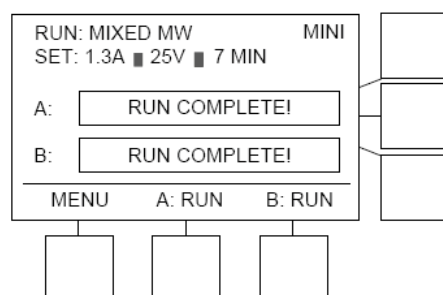 RUN: MIXED MW MINI
SET: 1.3A ▮ 25V ▮ 7 MIN
A: RUN COMPLETE!
B: RUN COMPLETE!
MENU A: RUN B: RUN